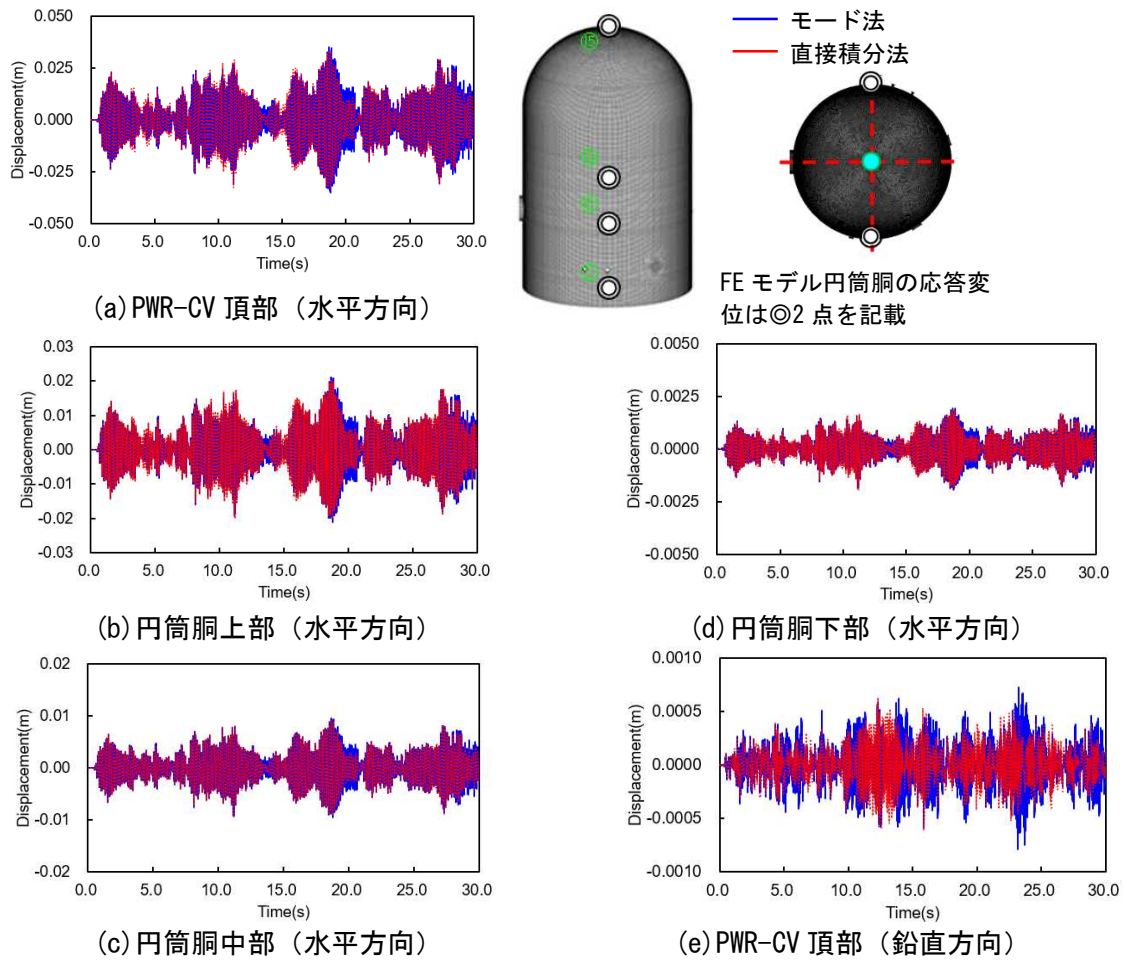 0.050
0.025
0.000
-0.025
-0.050
Displacement(m)
0.0 5.0 10.0 15.0 20.0 25.0 30.0
Time(s)
(a)PWR-CV 頂部（水平方向）
⑮
モード法
直接積分法
FE モデル円筒胴の応答変
位は◎2 点を記載
0.03
0.02
0.01
0.00
-0.01
-0.02
-0.03
Displacement(m)
0.0 5.0 10.0 15.0 20.0 25.0 30.0
Time(s)
(b)円筒胴上部（水平方向）
0.0050
0.0025
0.0000
-0.0025
-0.0050
Displacement(m)
0.0 5.0 10.0 15.0 20.0 25.0 30.0
Time(s)
(d)円筒胴下部（水平方向）
0.02
0.01
0.00
-0.01
-0.02
Displacement(m)
0.0 5.0 10.0 15.0 20.0 25.0 30.0
Time(s)
(c)円筒胴中部（水平方向）
0.0010
0.0005
0.0000
-0.0005
-0.0010
Displacement(m)
0.0 5.0 10.0 15.0 20.0 25.0 30.0
Time(s)
(e)PWR-CV 頂部（鉛直方向）